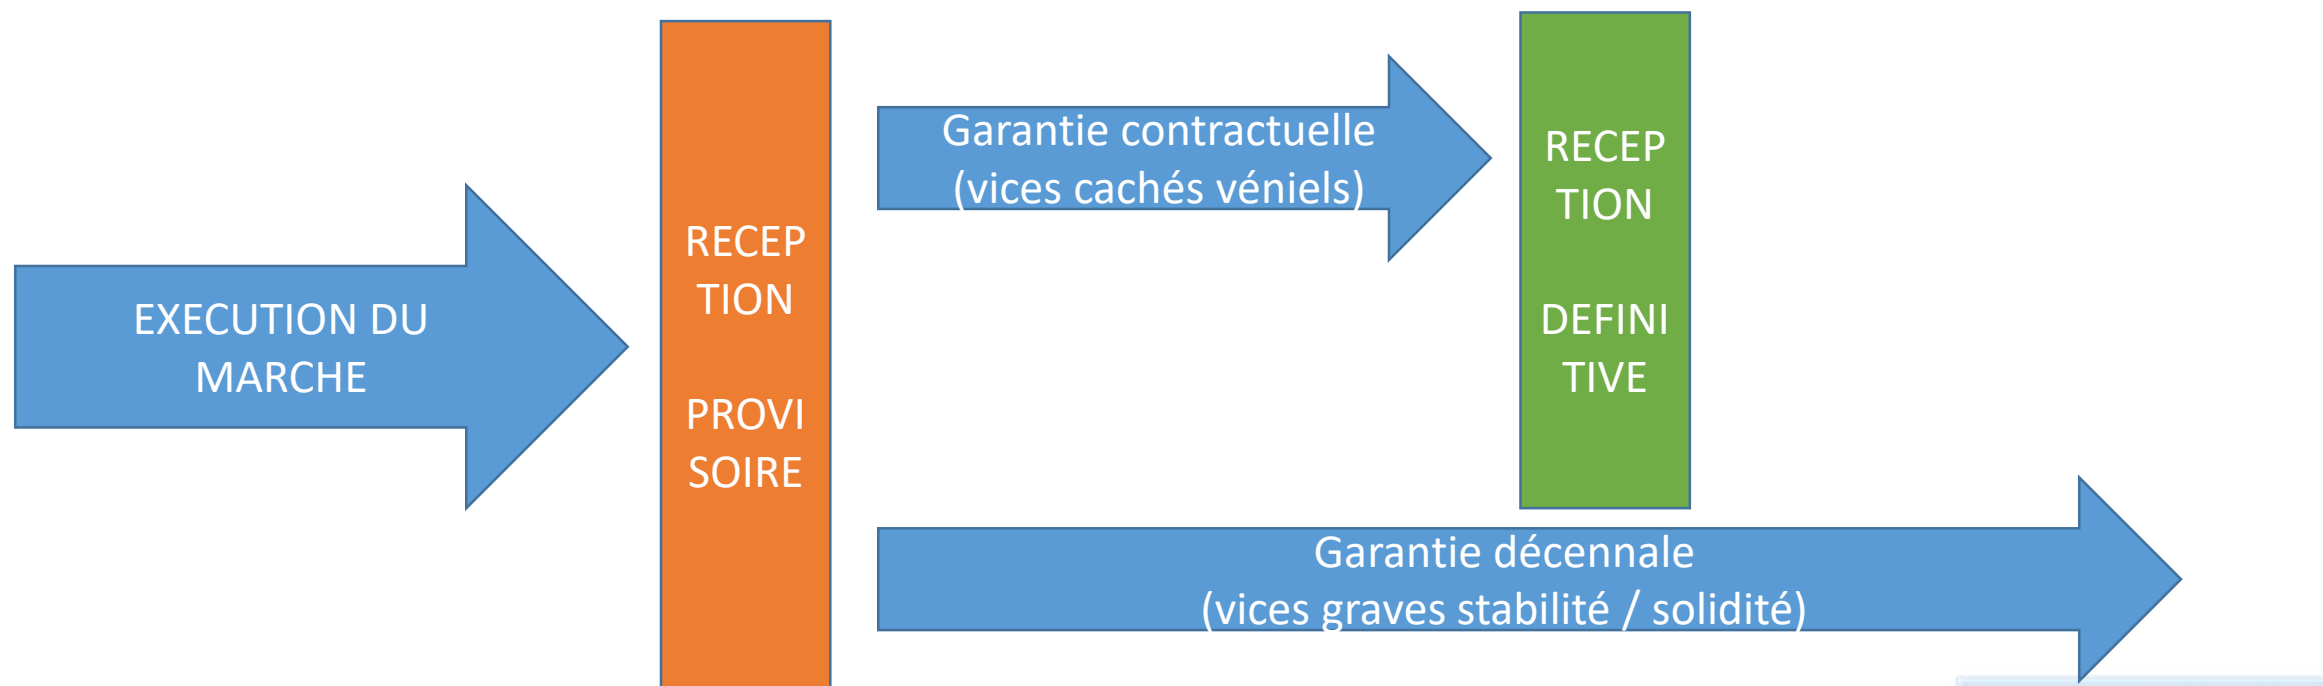 EXECUTION DU
MARCHE
RECEP
TION
PROVI
SOIRE
Garantie contractuelle
(vices cachés véniels)
RECEP
TION
DEFINI
TIVE
Garantie décennale
(vices graves stabilité / solidité)